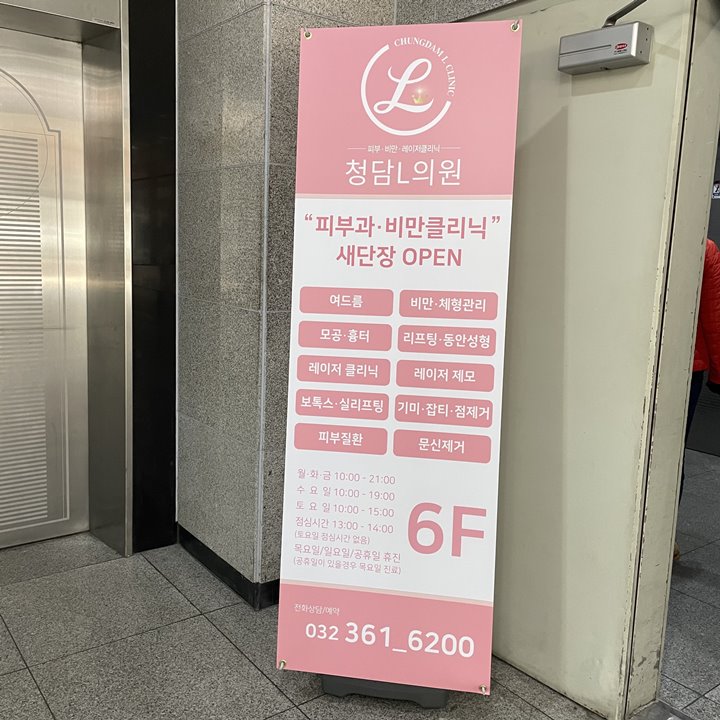 CHUNGDAM L CLINIC
L
피부·비만·레이저클리닉
청담L의원
“피부과·비만클리닉”
새단장 OPEN
여드름 비만·체형관리
모공·흉터 리프팅·동안성형
레이저 클리닉 레이저 제모
보톡스·실리프팅 기미·잡티·점제거
피부질환 문신제거
월·화·금 10:00 - 21:00
수 요 일 10:00 - 19:00
토 요 일 10:00 - 15:00
점심시간 13:00 - 14:00
(토요일 점심시간 없음)
목요일/일요일/공휴일 휴진
(공휴일이 있을경우 목요일 진료)
6F
전화상담/예약
032 361_6200